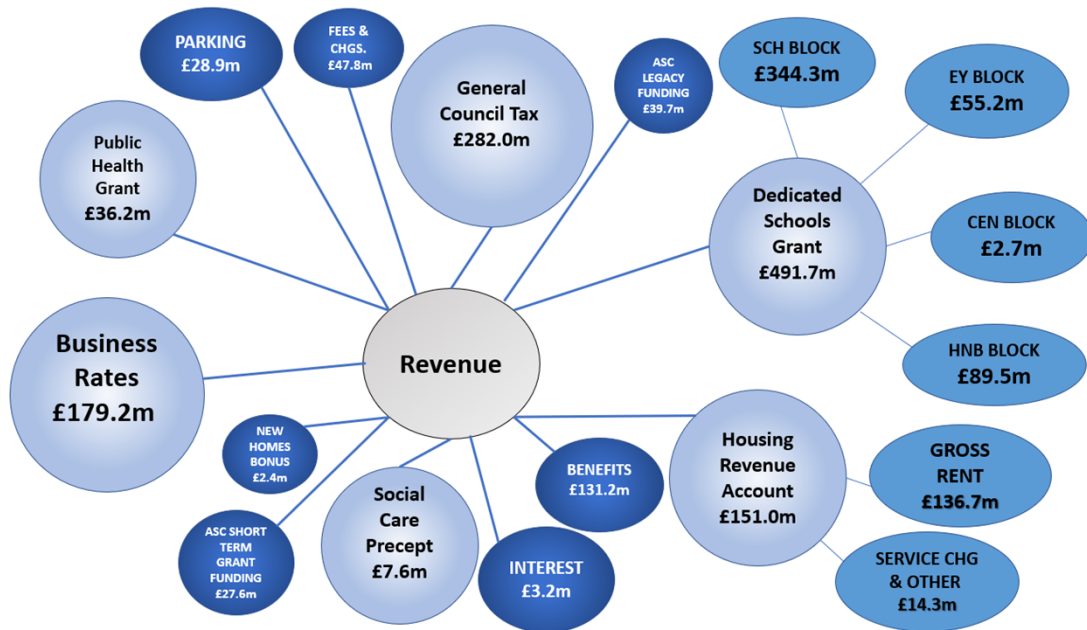 PARKING
£28.9m
FEES &
CHGS.
£47.8m
General
Council Tax
£282.0m
ASC
LEGACY
FUNDING
£39.7m
SCH BLOCK
£344.3m
EY BLOCK
£55.2m
Public
Health
Grant
£36.2m
Dedicated
Schools
Grant
£491.7m
CEN BLOCK
£2.7m
Business
Rates
£179.2m
Revenue
HNB BLOCK
£89.5m
NEW
HOMES
BONUS
£2.4m
Social
Care
Precept
£7.6m
BENEFITS
£131.2m
Housing
Revenue
Account
£151.0m
GROSS
RENT
£136.7m
ASC SHORT
TERM
GRANT
FUNDING
£27.6m
INTEREST
£3.2m
SERVICE CHG
& OTHER
£14.3m